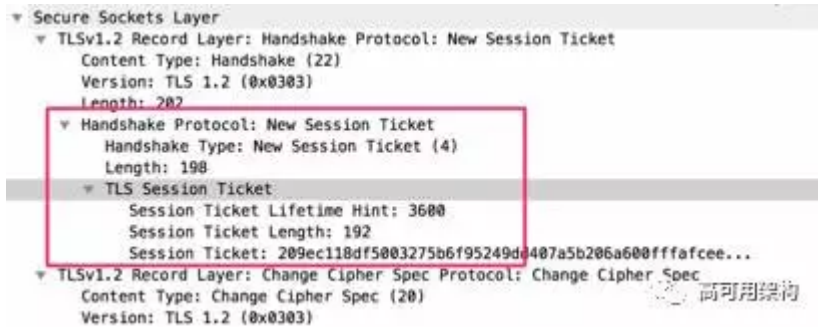 Secure Sockets Layer
TLSv1.2 Record Layer: Handshake Protocol: New Session Ticket
Content Type: Handshake (22)
Version: TLS 1.2 (0x0303)
Length: 202
Handshake Protocol: New Session Ticket
Handshake Type: New Session Ticket (4)
Length: 198
TLS Session Ticket
Session Ticket Lifetime Hint: 3600
Session Ticket Length: 192
Session Ticket: 209ec118df5003275b6f95249dd407a5b206a600fffafcee...
TLSv1.2 Record Layer: Change Cipher Spec Protocol: Change Cipher Spec
Content Type: Change Cipher Spec (20)
高可用架构
Version: TLS 1.2 (0x0303)